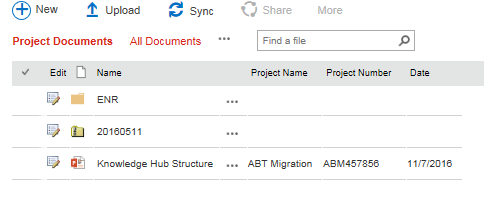 New Upload Sync Share More
Project Documents All Documents ••• Find a file
✓ Edit Name Project Name Project Number Date
ENR •••
20160511 •••
Knowledge Hub Structure ••• ABT Migration ABM457856 11/7/2016